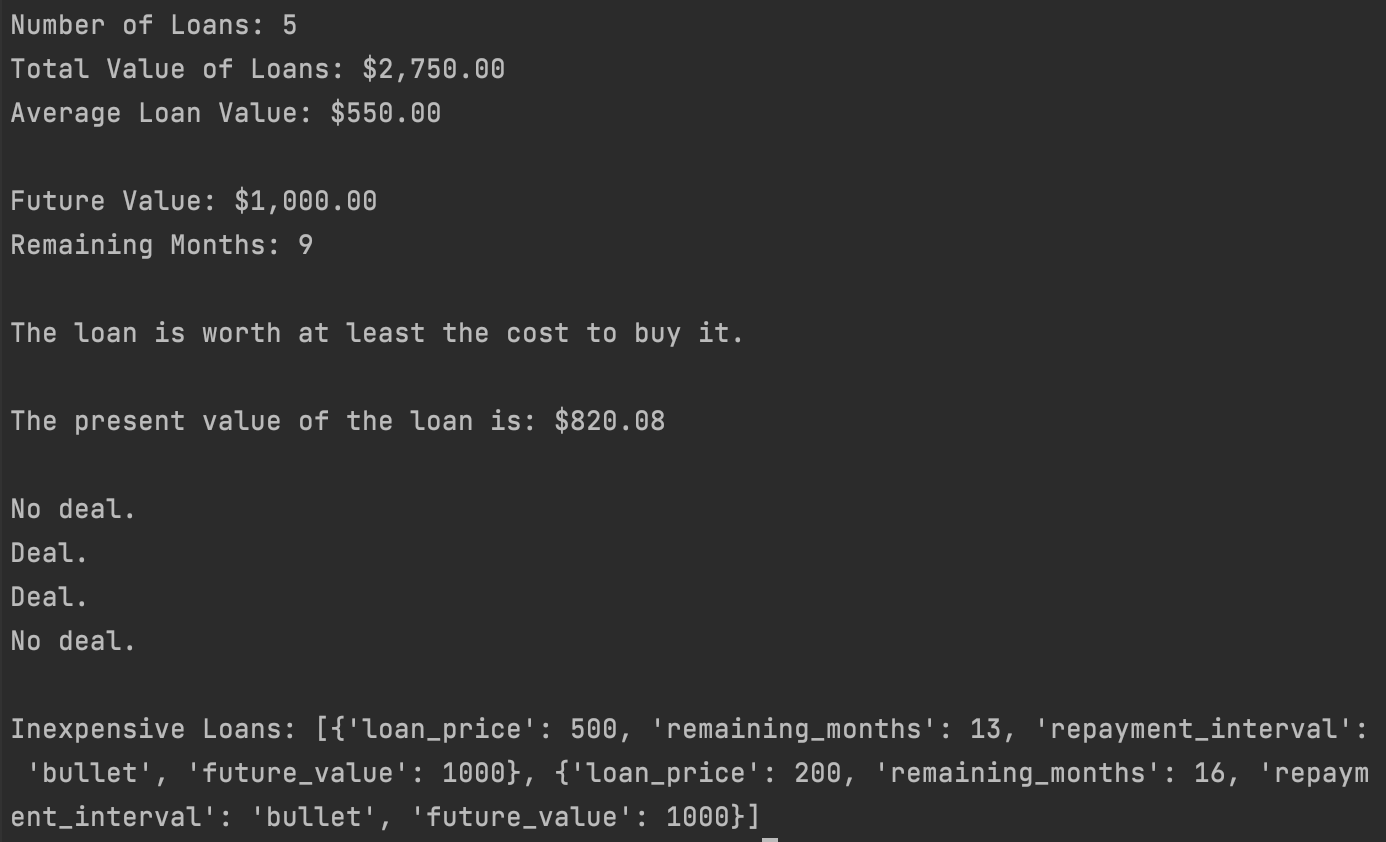 Number of Loans: 5
Total Value of Loans: $2,750.00
Average Loan Value: $550.00
Future Value: $1,000.00
Remaining Months: 9
The loan is worth at least the cost to buy it.
The present value of the loan is: $820.08
No deal.
Deal.
Deal.
No deal.
Inexpensive Loans: [{'loan_price': 500, 'remaining_months': 13, 'repayment_interval':
 'bullet', 'future_value': 1000}, {'loan_price': 200, 'remaining_months': 16, 'repaym
ent_interval': 'bullet', 'future_value': 1000}]